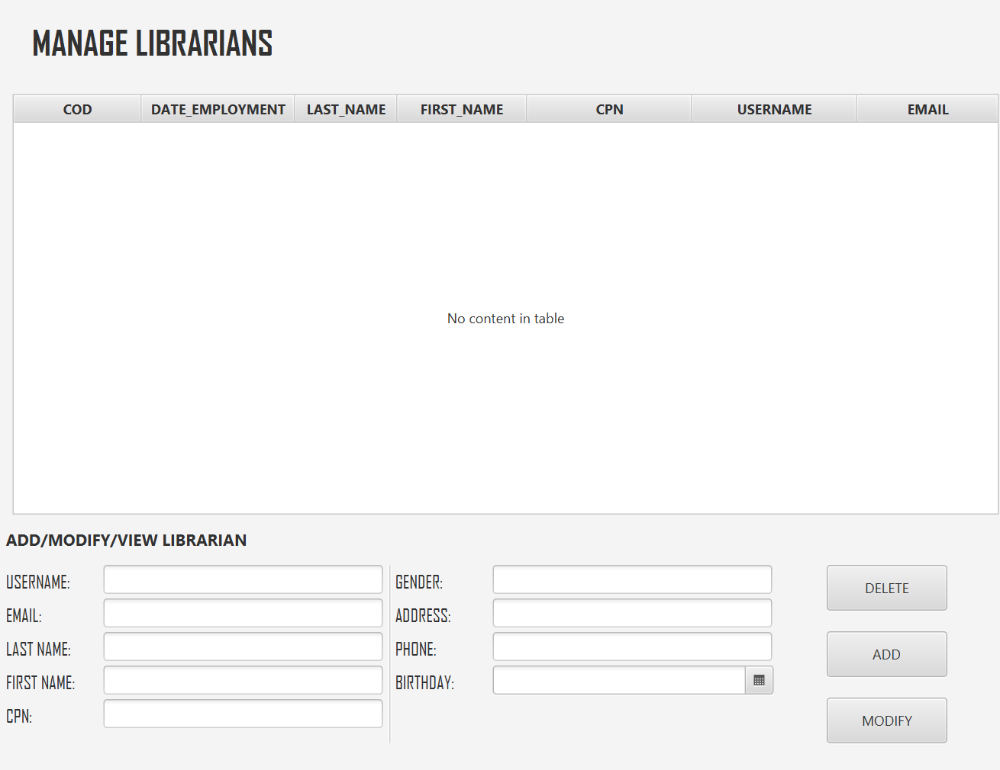 MANAGE LIBRARIANS
COD DATE_EMPLOYMENT LAST_NAME FIRST_NAME CPN USERNAME EMAIL
No content in table
ADD/MODIFY/VIEW LIBRARIAN
USERNAME:
EMAIL:
LAST NAME:
FIRST NAME:
CPN:
GENDER:
ADDRESS:
PHONE:
BIRTHDAY:
DELETE
ADD
MODIFY